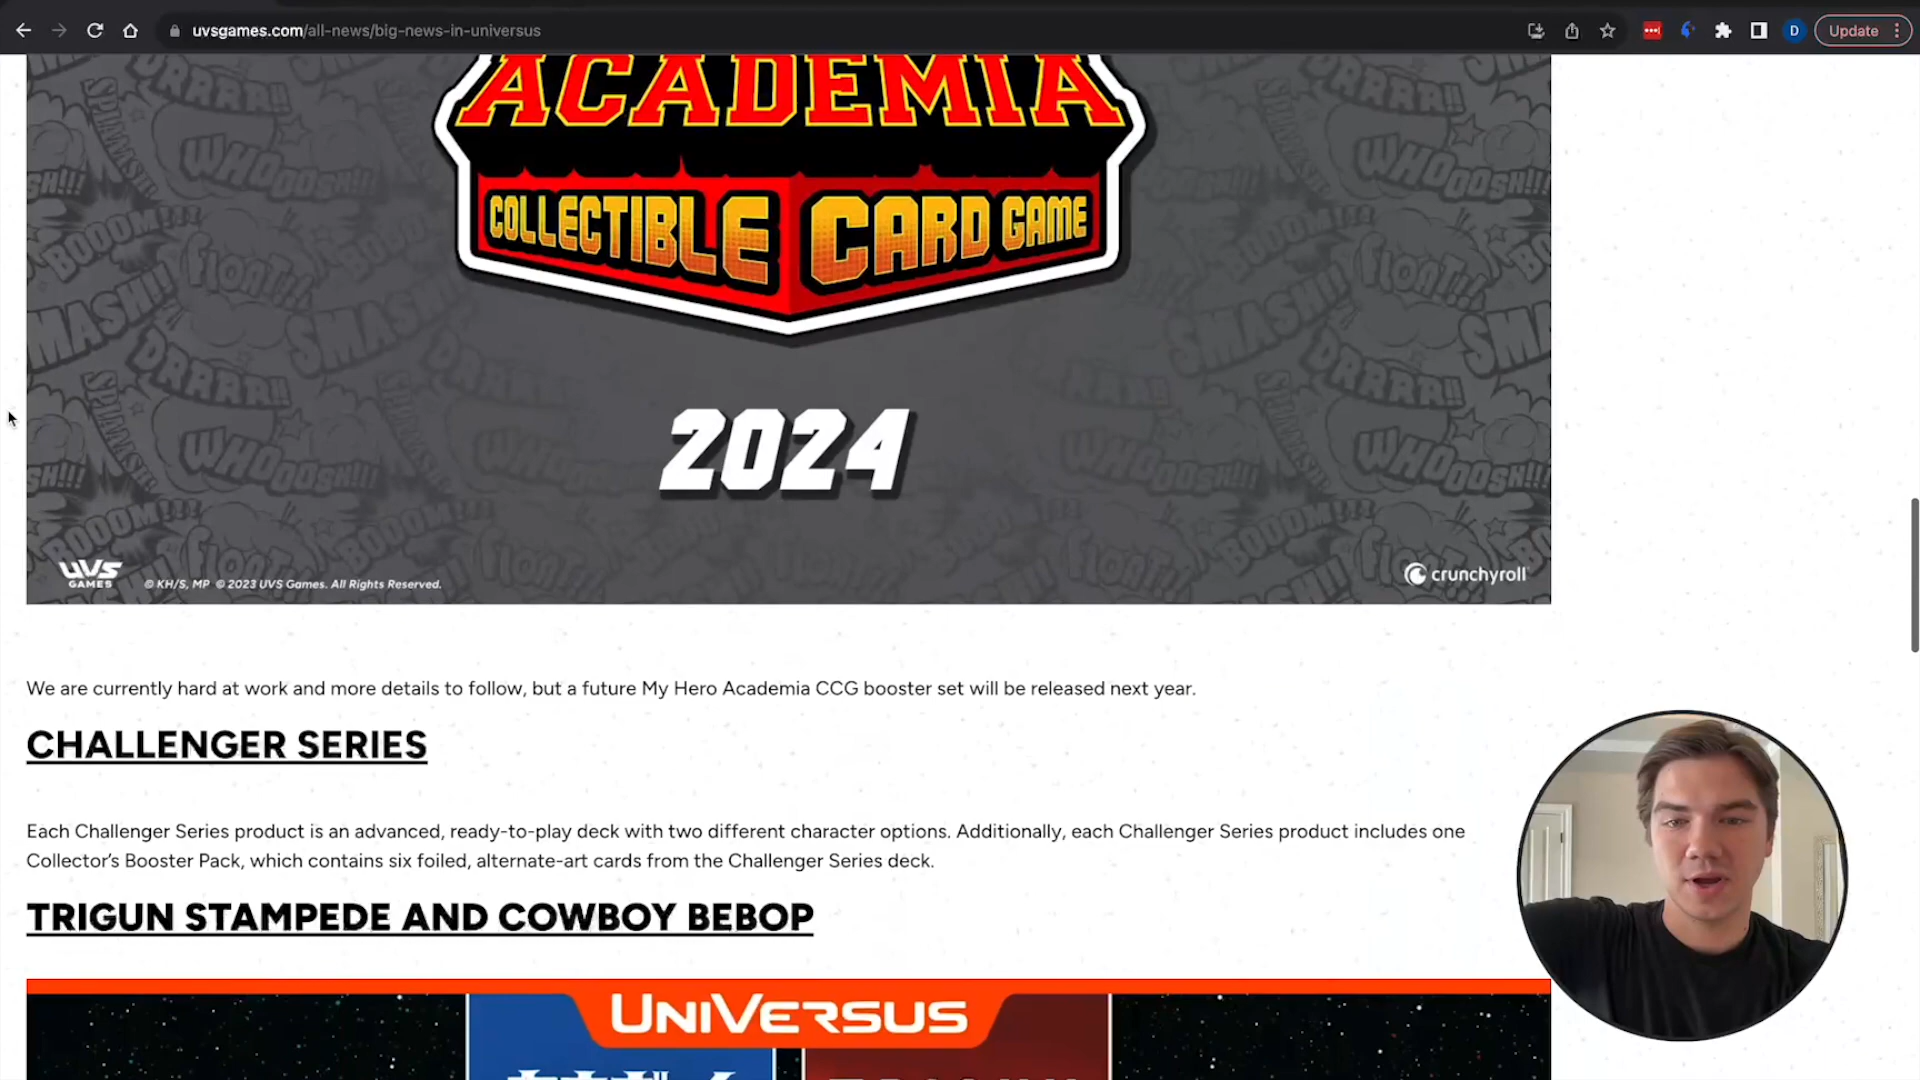 uvsgames.com/all-news/big-news-in-universus
D
Update
ACADEMIA
COLLECTIBLE CARD GAME
2024
UVS
GAMES
© KH/S, MP © 2023 UVS Games. All Rights Reserved.
crunchyroll
We are currently hard at work and more details to follow, but a future My Hero Academia CCG booster set will be released next year.
CHALLENGER SERIES
Each Challenger Series product is an advanced, ready-to-play deck with two different character options. Additionally, each Challenger Series product includes one
Collector's Booster Pack, which contains six foiled, alternate-art cards from the Challenger Series deck.
TRIGUN STAMPEDE AND COWBOY BEBOP
UNIVERSUS